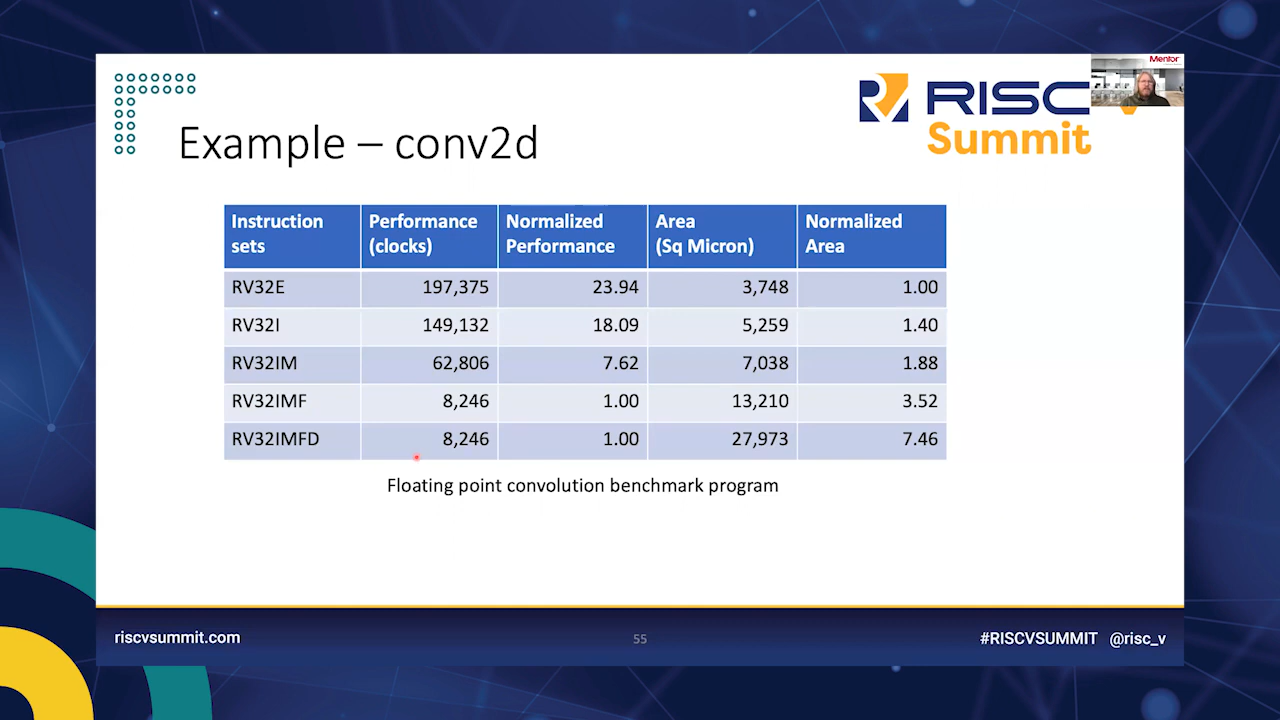 Mentor
RISC
Summit
Example – conv2d
Instruction sets Performance (clocks) Normalized Performance Area (Sq Micron) Normalized Area
RV32E 197,375 23.94 3,748 1.00
RV32I 149,132 18.09 5,259 1.40
RV32IM 62,806 7.62 7,038 1.88
RV32IMF 8,246 1.00 13,210 3.52
RV32IMFD 8,246 1.00 27,973 7.46
Floating point convolution benchmark program
riscvsummit.com 55 #RISCVSUMMIT @risc_v